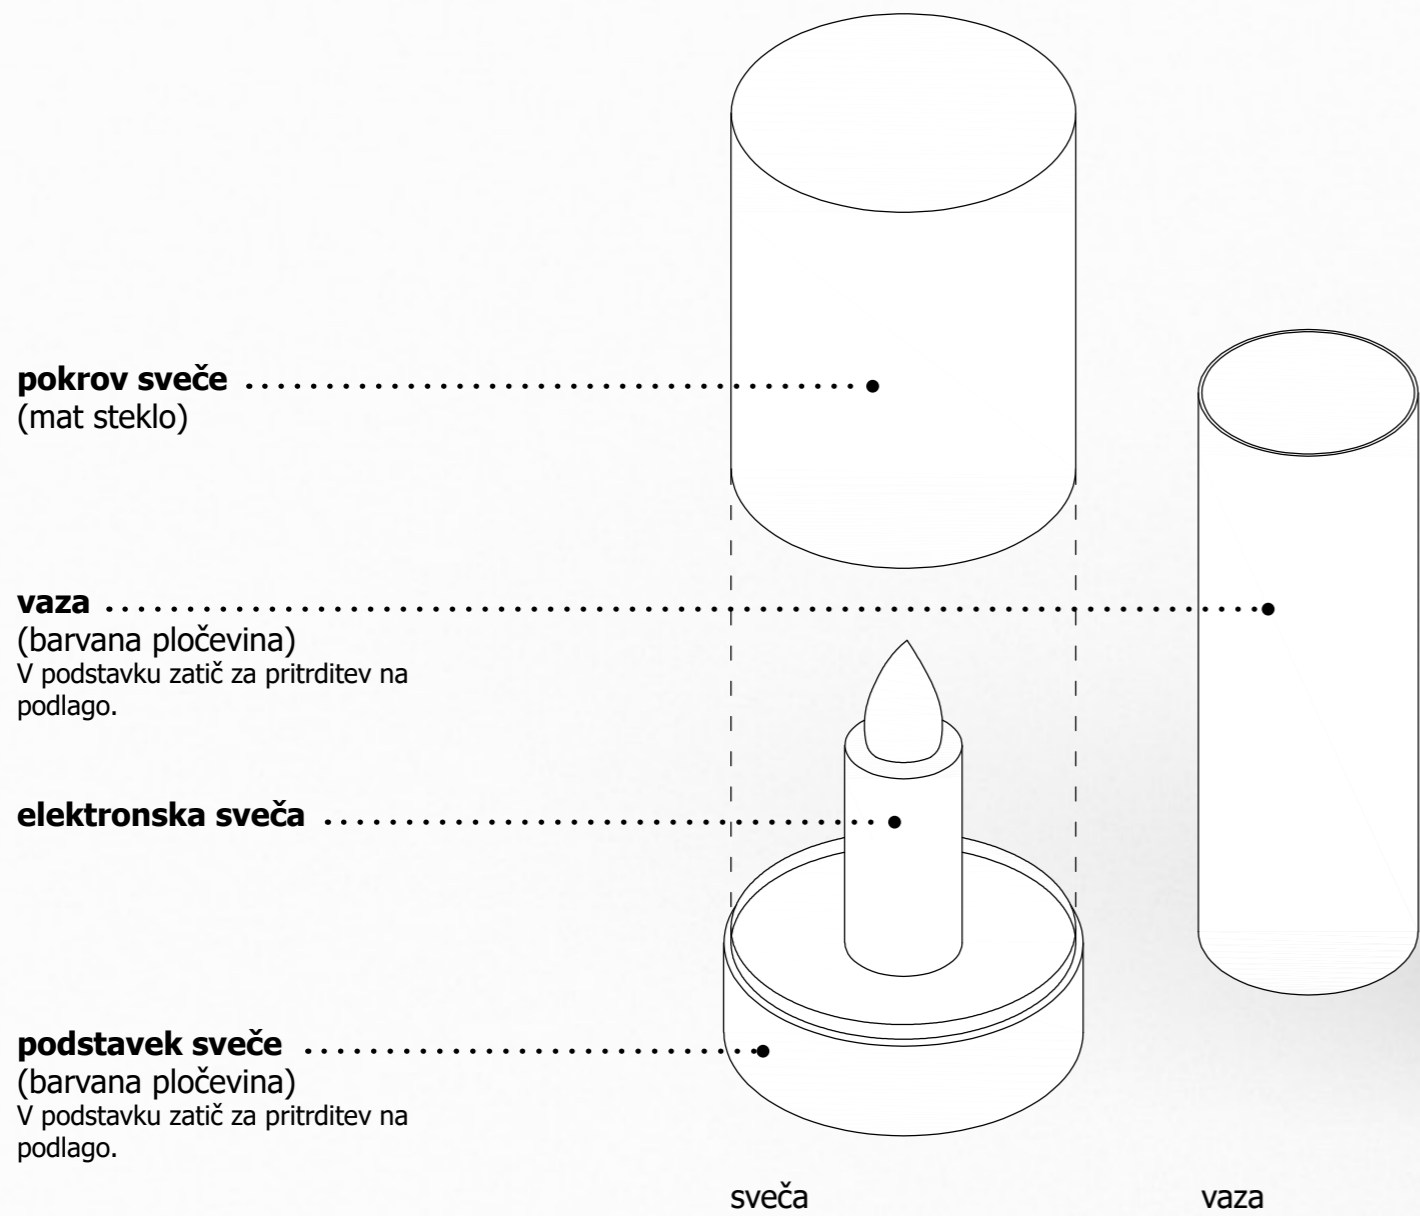 pokrov sveče
(mat steklo)
vaza
(barvana pločevina)
V podstavku zatič za pritrditev na
podlago.
elektronska sveča
podstavek sveče
(barvana pločevina)
V podstavku zatič za pritrditev na
podlago.
sveča
vaza